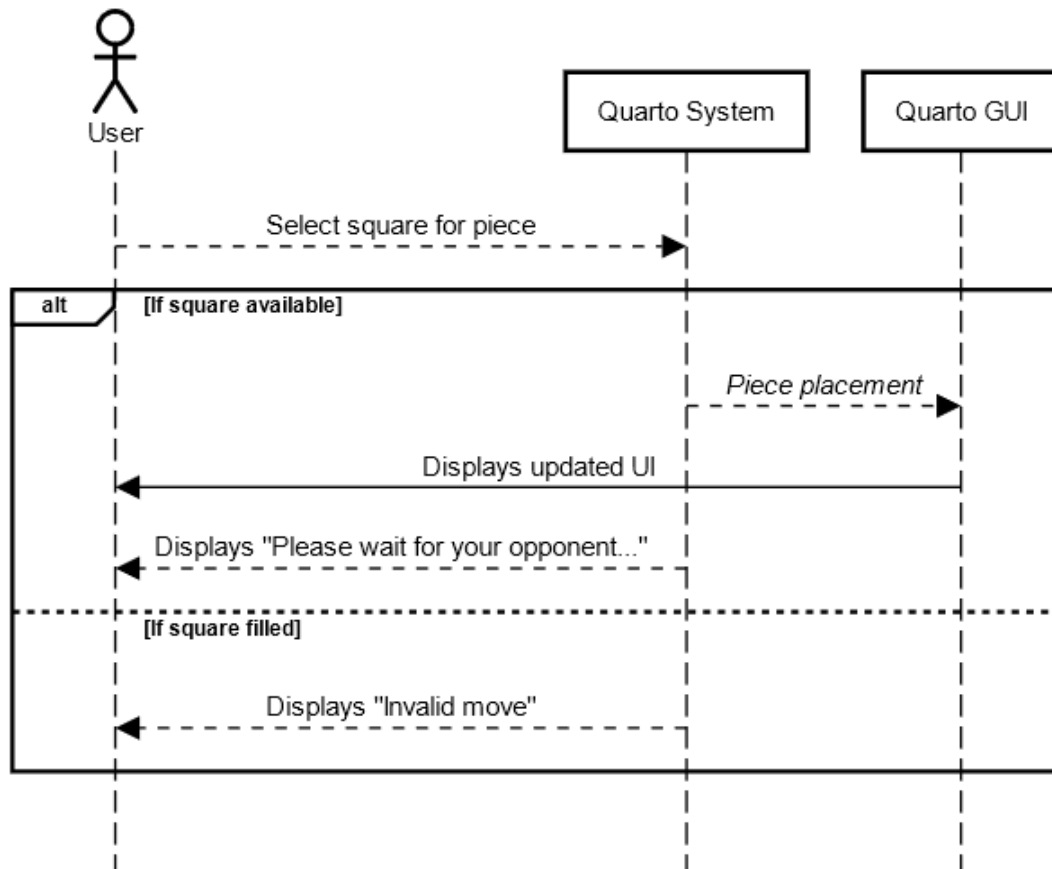 User
Quarto System
Quarto GUI
Select square for piece
alt
[If square available]
Piece placement
Displays updated UI
Displays "Please wait for your opponent..."
[If square filled]
Displays "Invalid move"